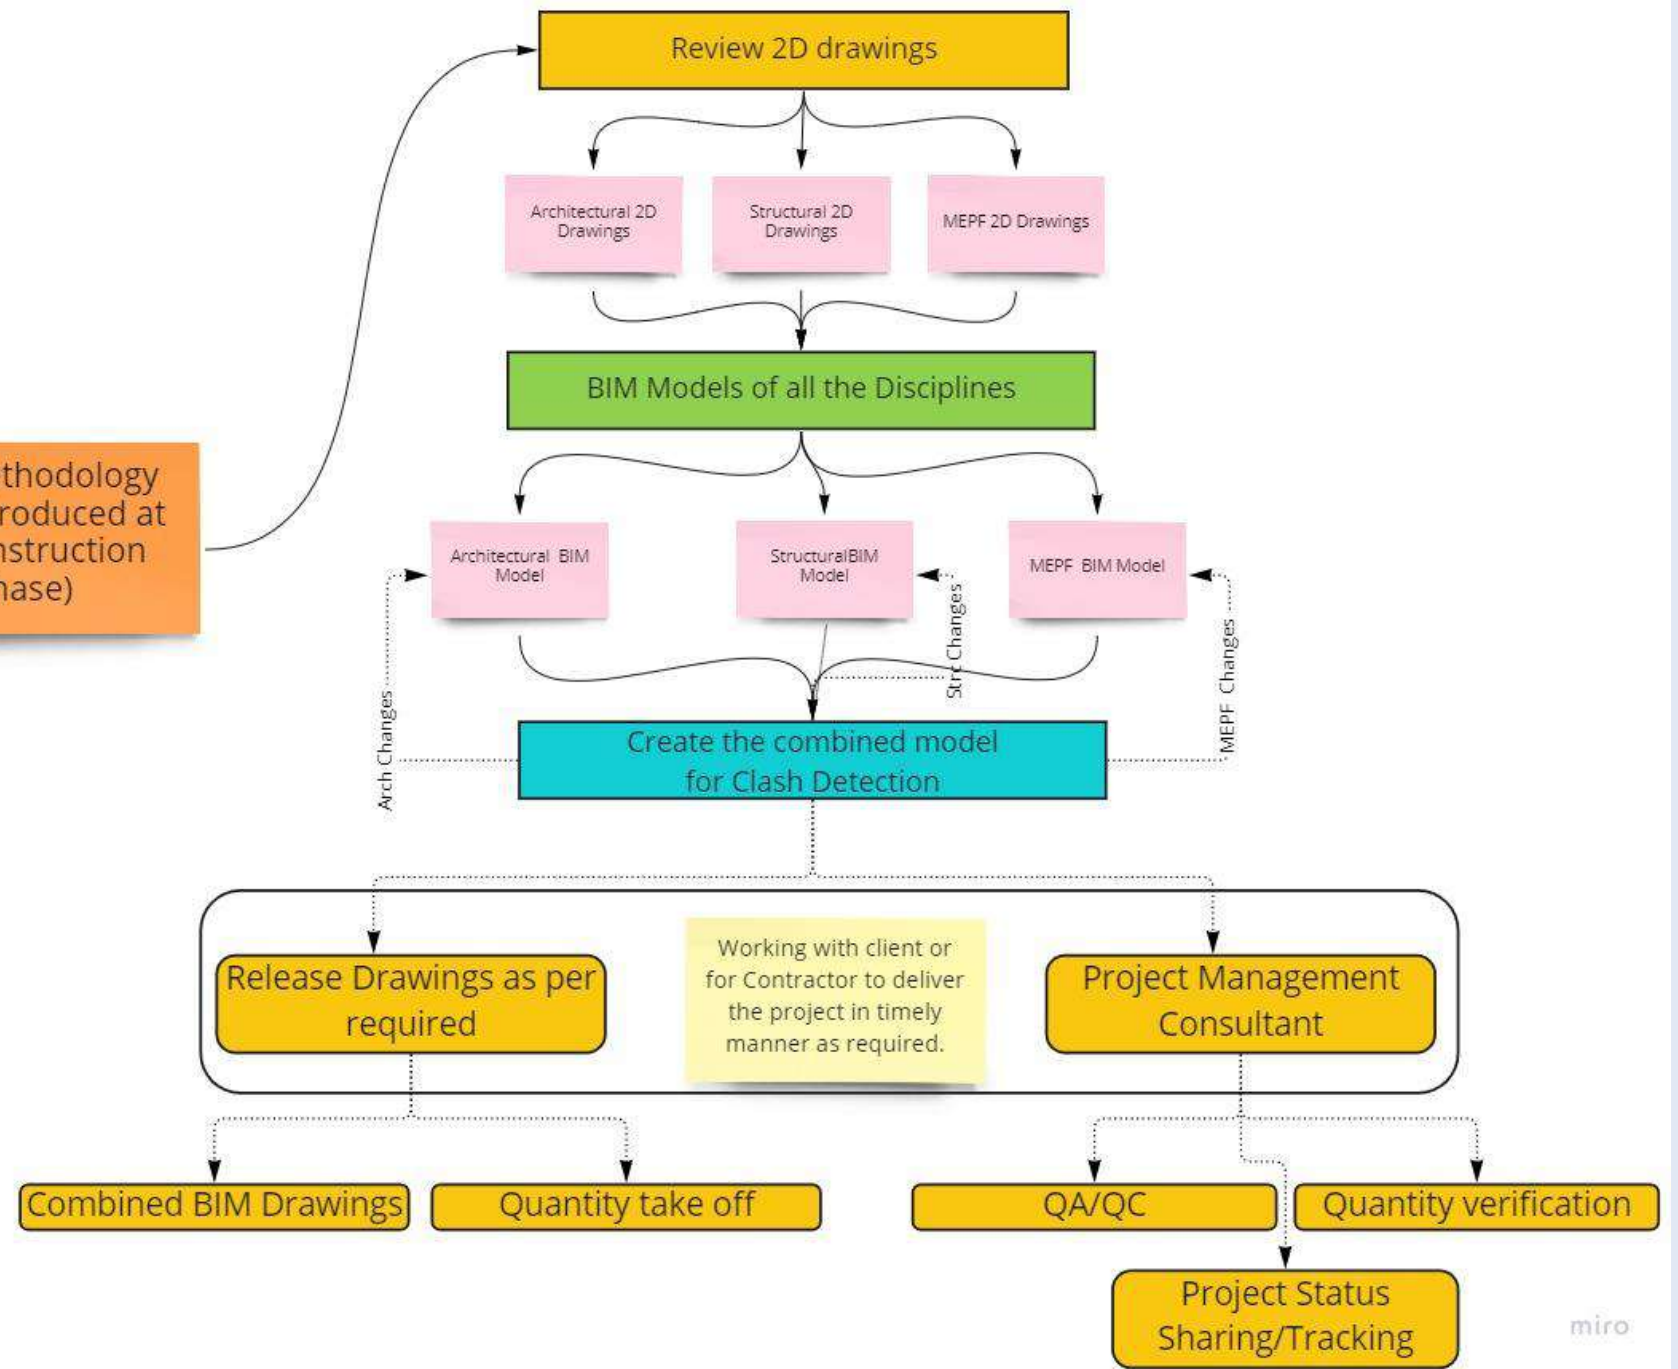 Review 2D drawings
Architectural 2D
Drawings
Structural 2D
Drawings
MEPF 2D Drawings
BIM Models of all the Disciplines
thodology
roduced at
nstruction
hase)
Architectural BIM
Model
StructuralBIM
Model
MEPF BIM Model
Arch Changes
Strc Changes
MEPF Changes
Create the combined model
for Clash Detection
Release Drawings as per
required
Working with client or
for Contractor to deliver
the project in timely
manner as required.
Project Management
Consultant
Combined BIM Drawings
Quantity take off
QA/QC
Quantity verification
Project Status
Sharing/Tracking
miro